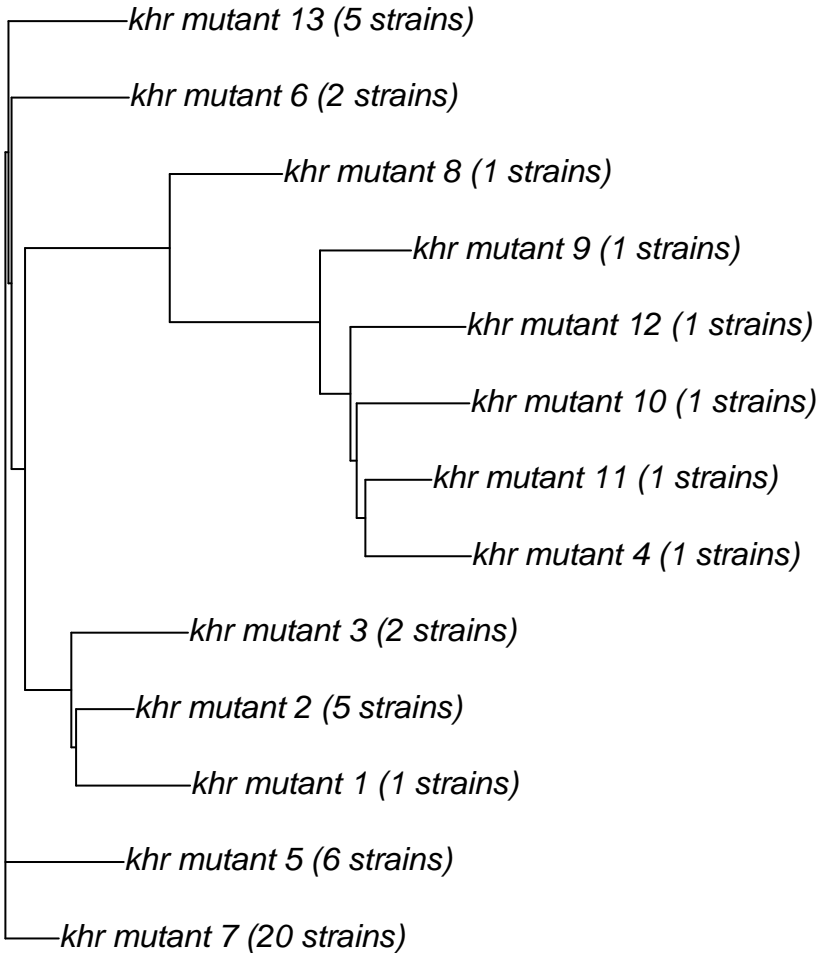 khr mutant 13 (5 strains)
khr mutant 6 (2 strains)
khr mutant 8 (1 strains)
khr mutant 9 (1 strains)
khr mutant 12 (1 strains)
khr mutant 10 (1 strains)
khr mutant 11 (1 strains)
khr mutant 4 (1 strains)
khr mutant 3 (2 strains)
khr mutant 2 (5 strains)
khr mutant 1 (1 strains)
khr mutant 5 (6 strains)
khr mutant 7 (20 strains)